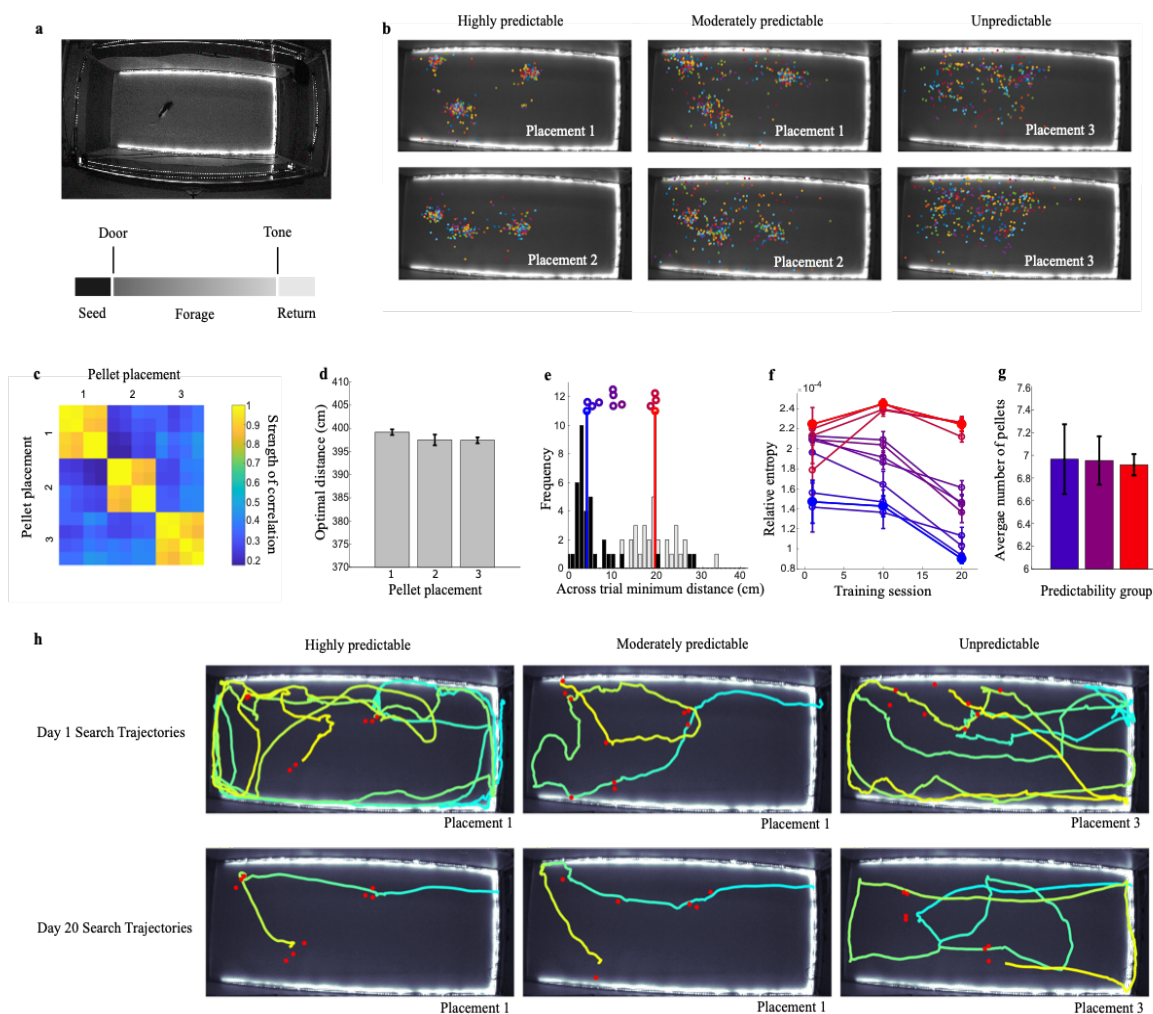 a
Door
Tone
Seed
Forage
Return
b
Highly predictable
Moderately predictable
Unpredictable
Placement 1
Placement 1
Placement 3
Placement 2
Placement 2
Placement 3
c
Pellet placement
1 2 3
Pellet placement
1
2
3
1
0.9
0.8
0.7
0.6
0.5
0.4
0.3
0.2
Strength of correlation
d
Optimal distance (cm)
410
405
400
395
390
385
380
375
370
1 2 3
Pellet placement
e
Frequency
12
10
8
6
4
2
0
0 10 20 30 40
Across trial minimum distance (cm)
f
×10⁻⁴
Relative entropy
2.4
2.2
2
1.8
1.6
1.4
1.2
1
0.8
0 5 10 15 20
Training session
g
Avergae number of pellets
7.6
7.4
7.2
7
6.8
6.6
6.4
6.2
6
Predictability group
h
Highly predictable
Moderately predictable
Unpredictable
Day 1 Search Trajectories
Placement 1
Placement 1
Placement 3
Day 20 Search Trajectories
Placement 1
Placement 1
Placement 3